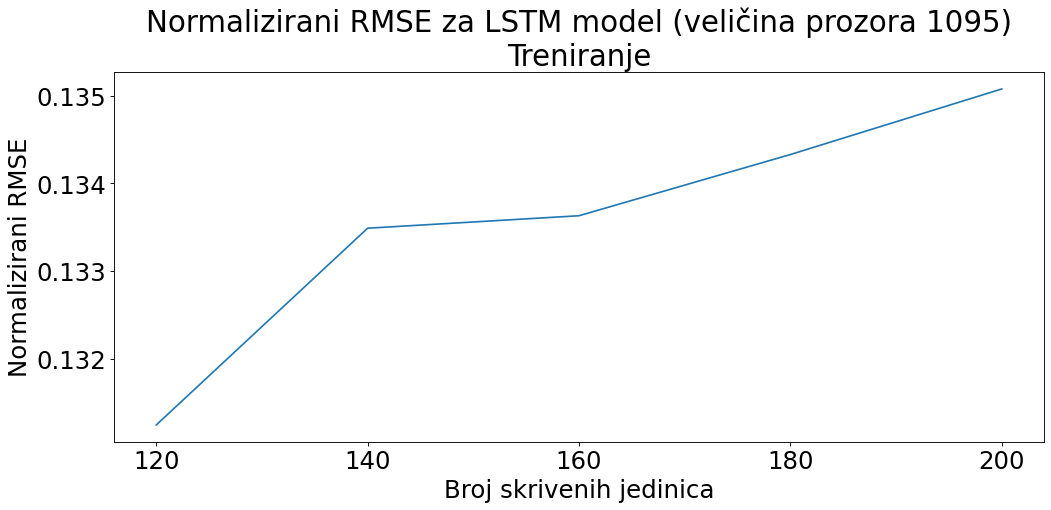 Normalizirani RMSE za LSTM model (veličina prozora 1095)
Treniranje
Normalizirani RMSE
0.135
0.134
0.133
0.132
120 140 160 180 200
Broj skrivenih jedinica